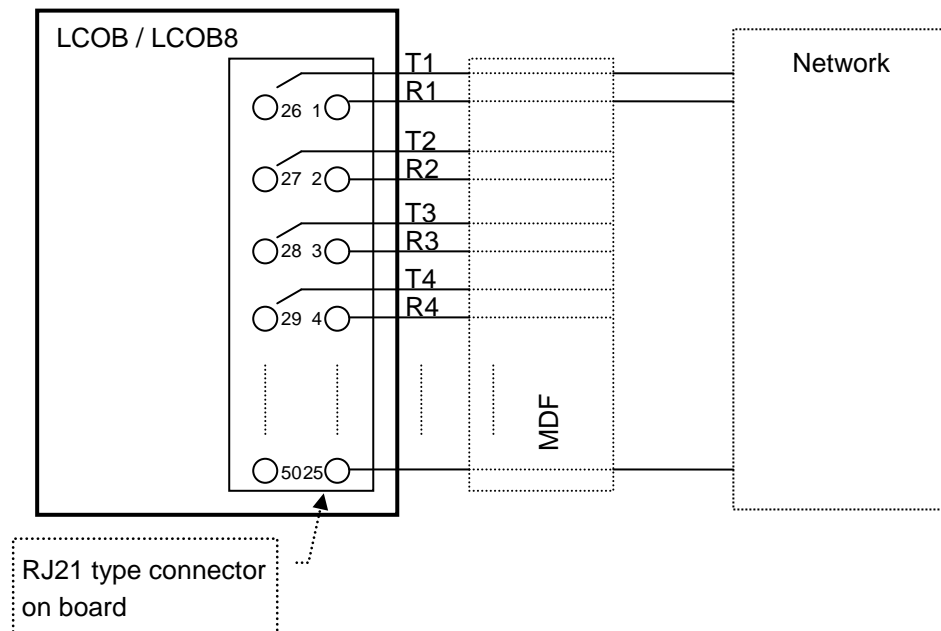 LCOB / LCOB8
Network
T1
R1
26 1
T2
R2
27 2
T3
R3
28 3
T4
R4
29 4
MDF
50 25
RJ21 type connector
on board